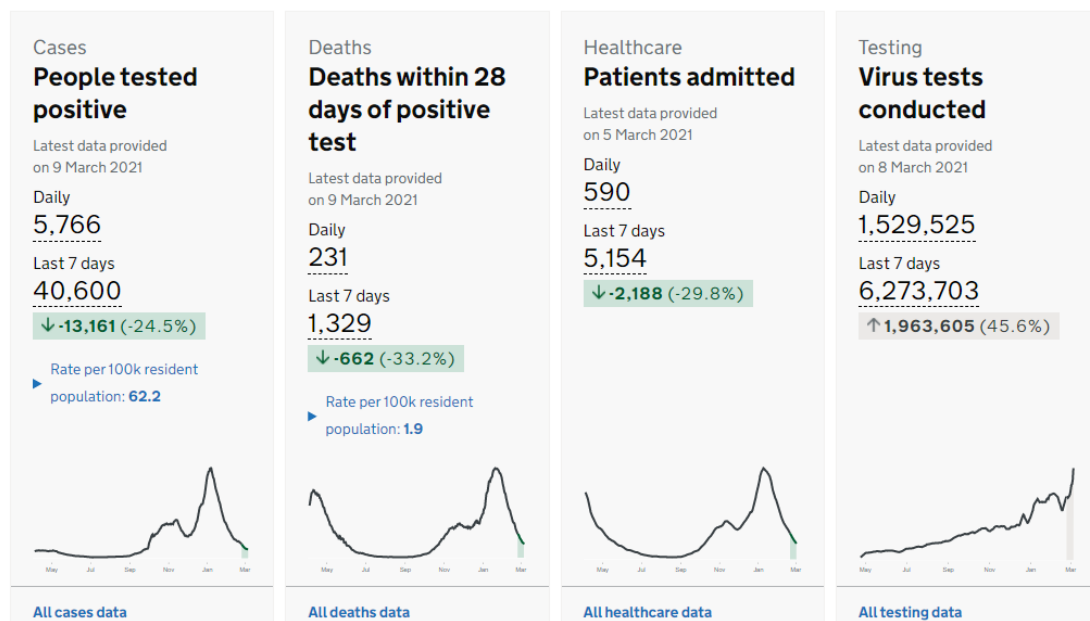 Cases
People tested
positive
Latest data provided
on 9 March 2021
Daily
5,766
Last 7 days
40,600
↓ -13,161 (-24.5%)
▶ Rate per 100k resident
population: 62.2
May Jul Sep Nov Jan Mar
All cases data
Deaths
Deaths within 28
days of positive
test
Latest data provided
on 9 March 2021
Daily
231
Last 7 days
1,329
↓ -662 (-33.2%)
▶ Rate per 100k resident
population: 1.9
May Jul Sep Nov Jan Mar
All deaths data
Healthcare
Patients admitted
Latest data provided
on 5 March 2021
Daily
590
Last 7 days
5,154
↓ -2,188 (-29.8%)
May Jul Sep Nov Jan Mar
All healthcare data
Testing
Virus tests
conducted
Latest data provided
on 8 March 2021
Daily
1,529,525
Last 7 days
6,273,703
↑ 1,963,605 (45.6%)
May Jul Sep Nov Jan Mar
All testing data